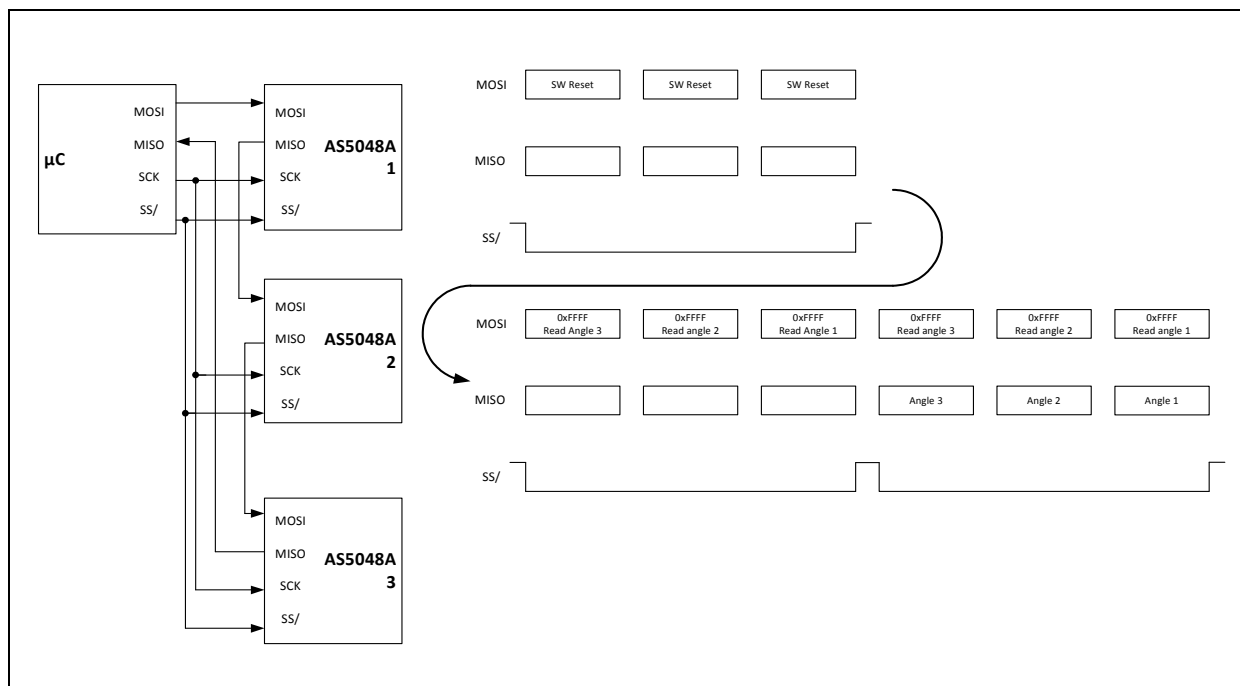 µC
MOSI
MISO
SCK
SS/
MOSI
MISO
SCK
SS/
AS5048A
1
MOSI
MISO
SCK
SS/
AS5048A
2
MOSI
MISO
SCK
SS/
AS5048A
3
MOSI
SW Reset
SW Reset
SW Reset
MISO
SS/
MOSI
0xFFFF
Read Angle 3
0xFFFF
Read angle 2
0xFFFF
Read Angle 1
0xFFFF
Read angle 3
0xFFFF
Read angle 2
0xFFFF
Read angle 1
MISO
Angle 3
Angle 2
Angle 1
SS/